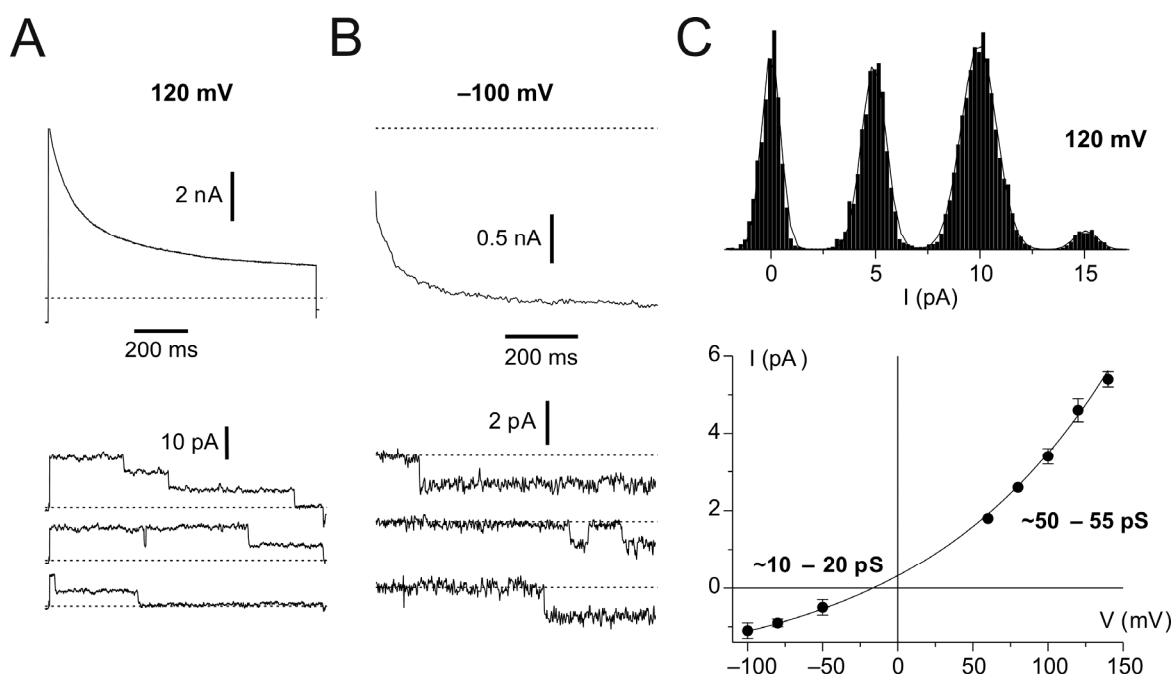 A
120 mV
2 nA
200 ms
10 pA
B
–100 mV
0.5 nA
200 ms
2 pA
C
120 mV
0 5 10 15
I (pA)
6
I (pA)
4
2
~50 – 55 pS
~10 – 20 pS
0
V (mV)
–100 –50 0 50 100 150